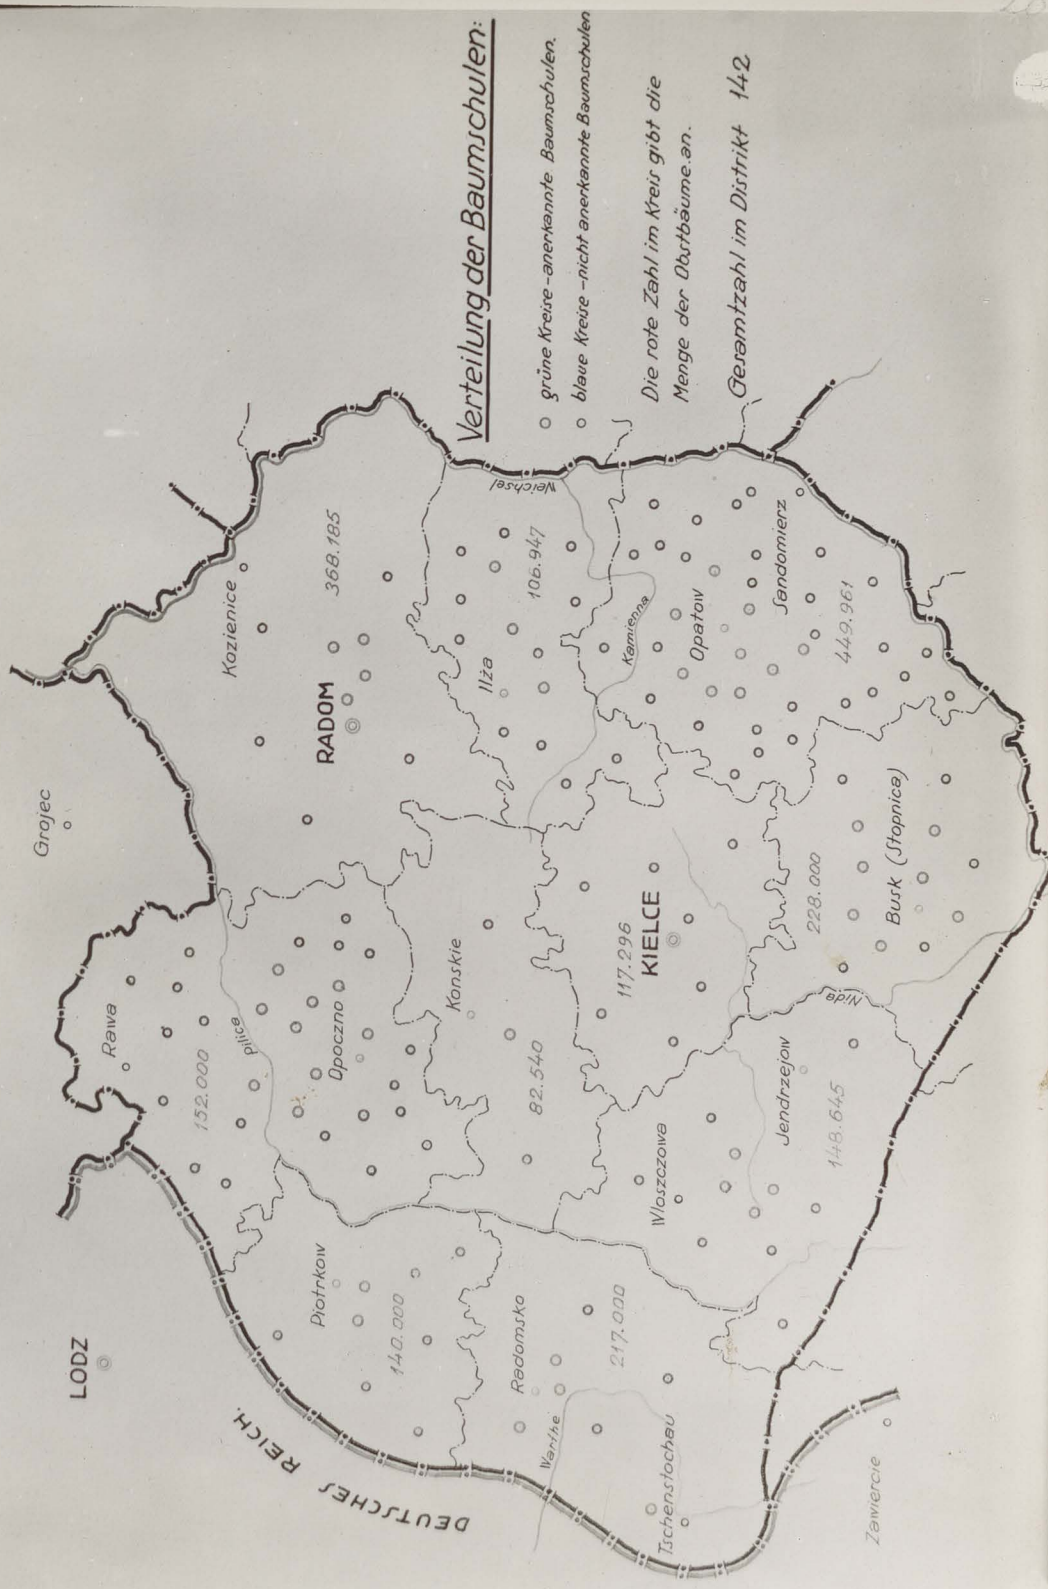 Verteilung der Baumschulen:
grüne Kreise-anerkannte Baumschulen.
blaue Kreise-nicht anerkannte Baumschulen
Die rote Zahl im Kreis gibt die
Menge der Obstbäume.an.
Gesamtzahl im Distrikt 142
LODZ
Grojec
Rawa
152.000
Pilica
Kozienice
368.185
RADOM
Opoczno
Piotrkow
140.000
DEUTSCHES REICH.
Konskie
82.540
Ilża
106.947
Weichsel
Kamienna
Opatow
Sandomierz
449.961
KIELCE
117.296
Radomsko
217.000
Warthe
Włoszczowa
Tschenstochau
Jendrzejow
148.645
Nida
228.000
Busk (Stopnica)
Zawiercie